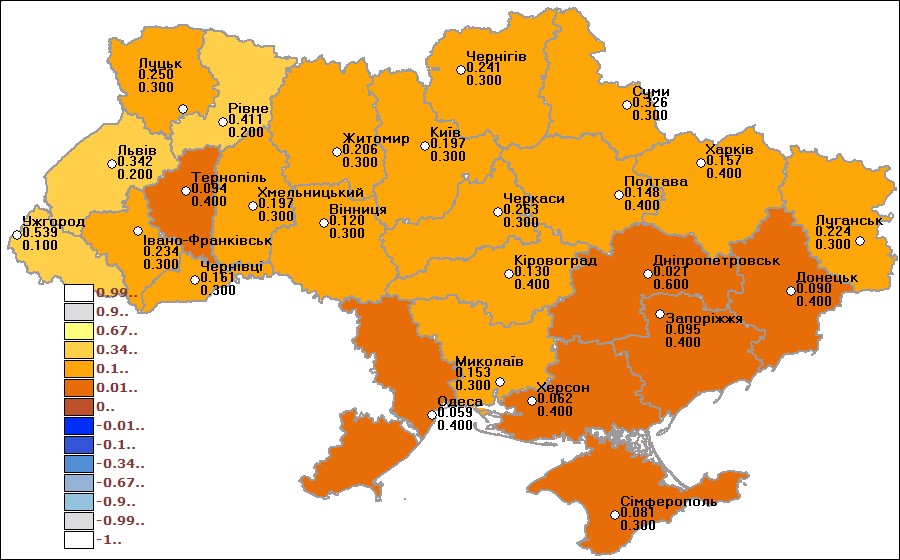 Луцьк
0.250
0.300
Рівне
0.411
0.200
Львів
0.342
0.200
Тернопіль
0.094
0.400
Ужгород
0.539
0.100
Івано-Франківськ
0.234
0.300
Чернівці
0.161
0.300
Хмельницький
0.197
0.300
Житомир
0.206
0.300
Вінниця
0.120
0.300
Київ
0.197
0.300
Чернігів
0.241
0.300
Суми
0.326
0.300
Черкаси
0.263
0.300
Полтава
0.148
0.400
Харків
0.157
0.400
Луганськ
0.224
0.300
Кіровоград
0.130
0.400
Дніпропетровськ
0.021
0.600
Донецьк
0.090
0.400
Запоріжжя
0.095
0.400
Миколаїв
0.153
0.300
Херсон
0.062
0.400
Одеса
0.059
0.400
Сімферополь
0.081
0.300
0.99..
0.9..
0.67..
0.34..
0.1..
0.01..
0..
-0.01..
-0.1..
-0.34..
-0.67..
-0.9..
-0.99..
-1..